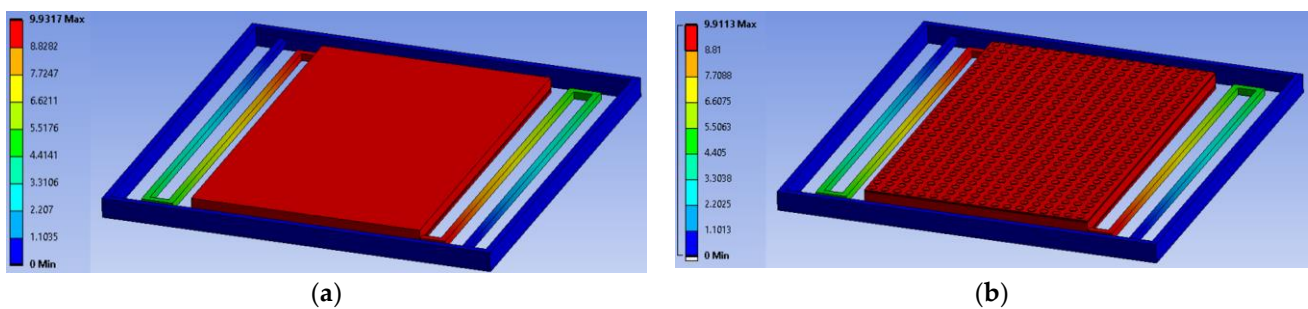 9.9317 Max
8.8282
7.7247
6.6211
5.5176
4.4141
3.3106
2.207
1.1035
0 Min
(a)
9.9113 Max
8.81
7.7088
6.6075
5.5063
4.405
3.3038
2.2025
1.1013
0 Min
(b)